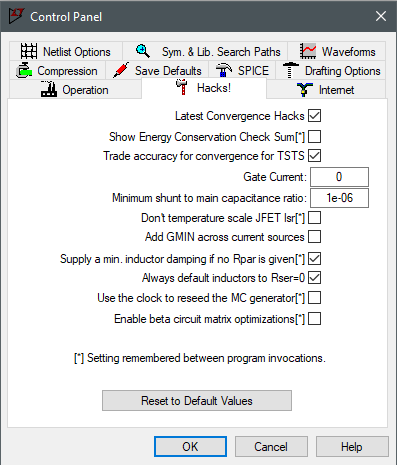 Control Panel
Netlist Options
Sym. & Lib. Search Paths
Waveforms
Compression
Save Defaults
SPICE
Drafting Options
Operation
Hacks!
Internet
Latest Convergence Hacks
Show Energy Conservation Check Sum[*]
Trade accuracy for convergence for TSTS
Gate Current: 0
Minimum shunt to main capacitance ratio: 1e-06
Don't temperature scale JFET Isr[*]
Add GMIN across current sources
Supply a min. inductor damping if no Rpar is given[*]
Always default inductors to Rser=0
Use the clock to reseed the MC generator[*]
Enable beta circuit matrix optimizations[*]
[*] Setting remembered between program invocations.
Reset to Default Values
OK
Cancel
Help